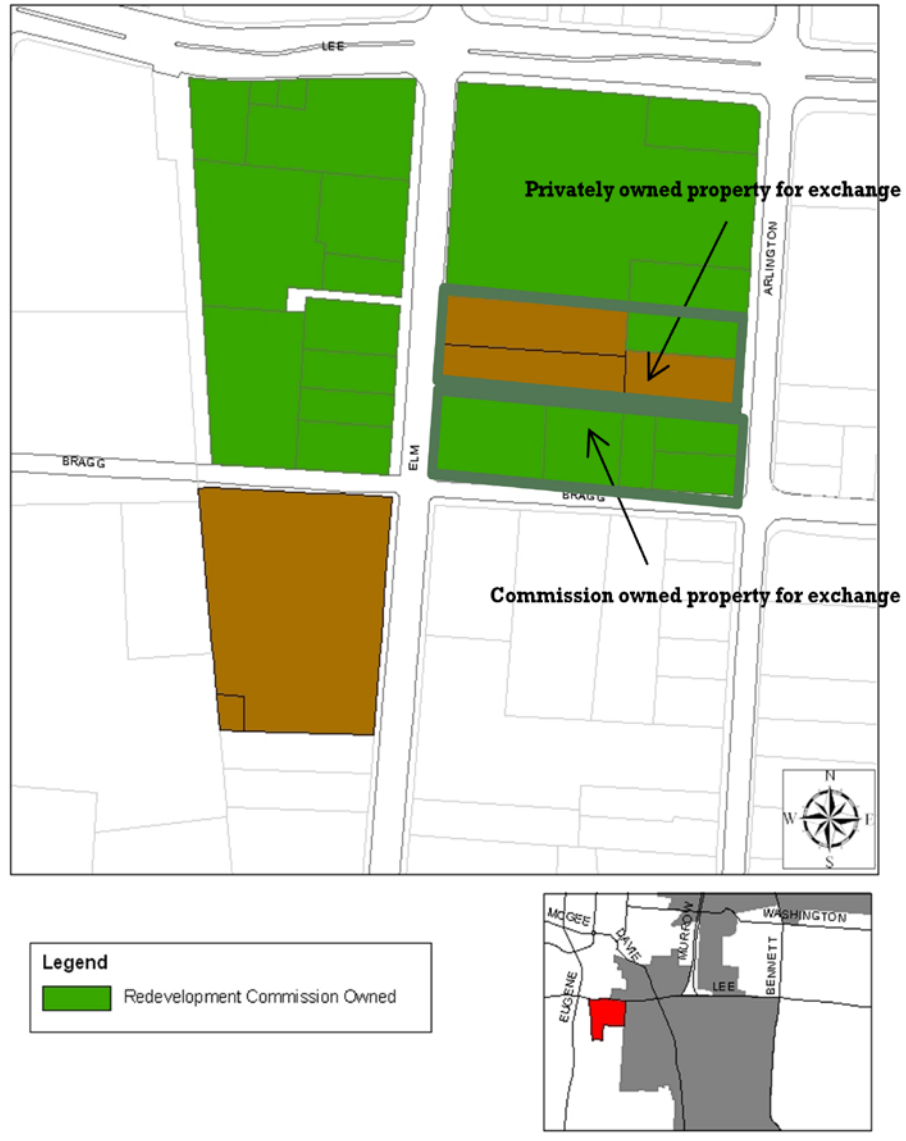 LEE
Privately owned property for exchange
ARLINGTON
ELM
BRAGG
BRAGG
Commission owned property for exchange
N
W
E
S
Legend
Redevelopment Commission Owned
MCGEE
DAVIE
MURROW
WASHINGTON
EUGENE
LEE
BENNETT